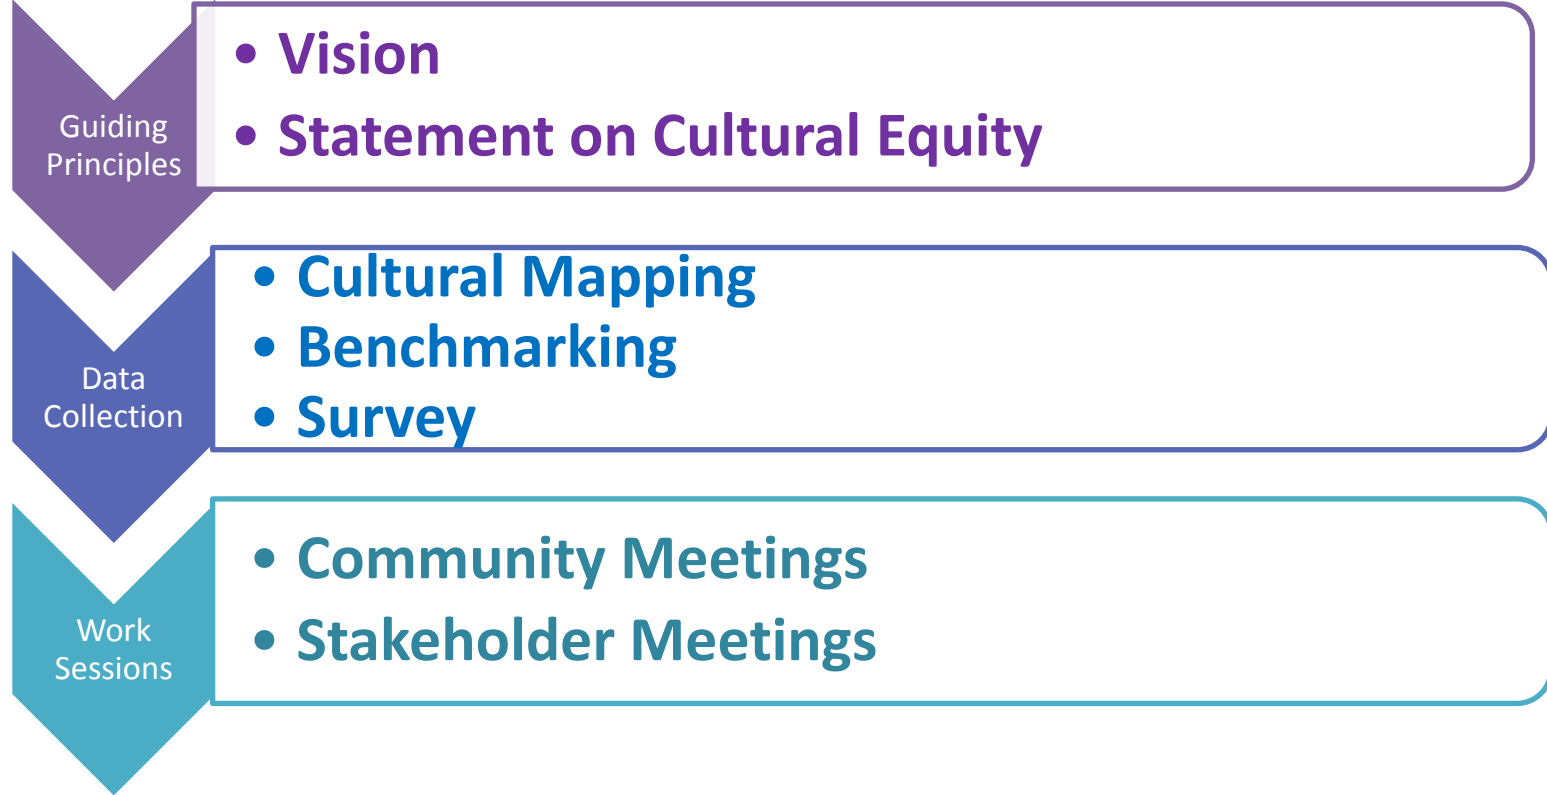 Guiding
Principles
• Vision
• Statement on Cultural Equity
Data
Collection
• Cultural Mapping
• Benchmarking
• Survey
Work
Sessions
• Community Meetings
• Stakeholder Meetings